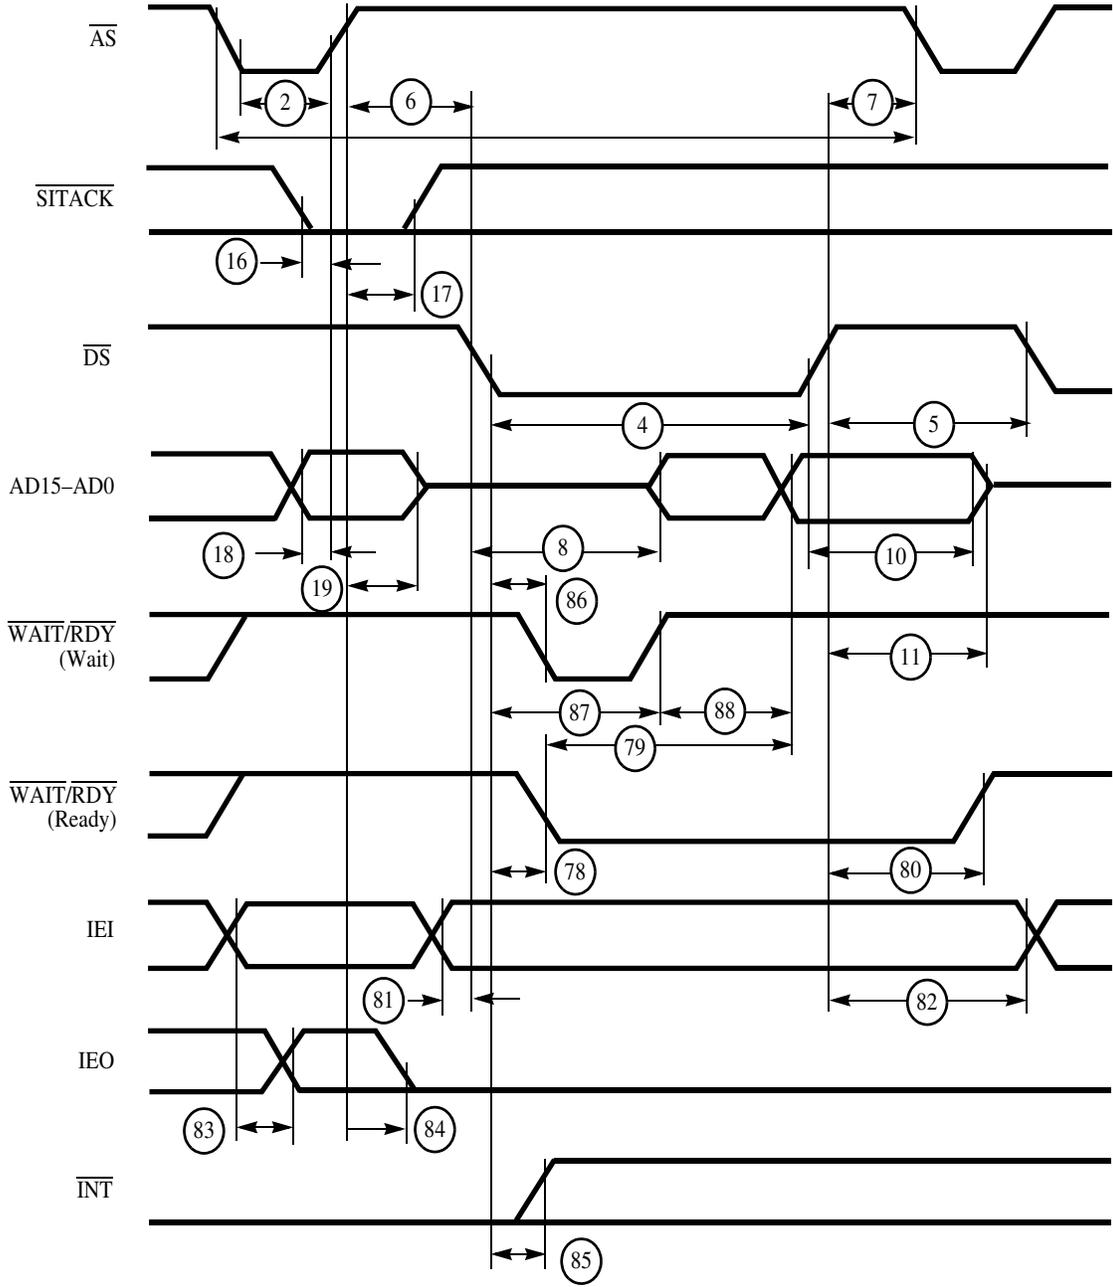 AS
2
6
7
SITACK
16
17
DS
4
5
AD15–AD0
18
8
10
19
86
WAIT/RDY
(Wait)
11
87
88
79
WAIT/RDY
(Ready)
78
80
IEI
81
82
IEO
83
84
INT
85